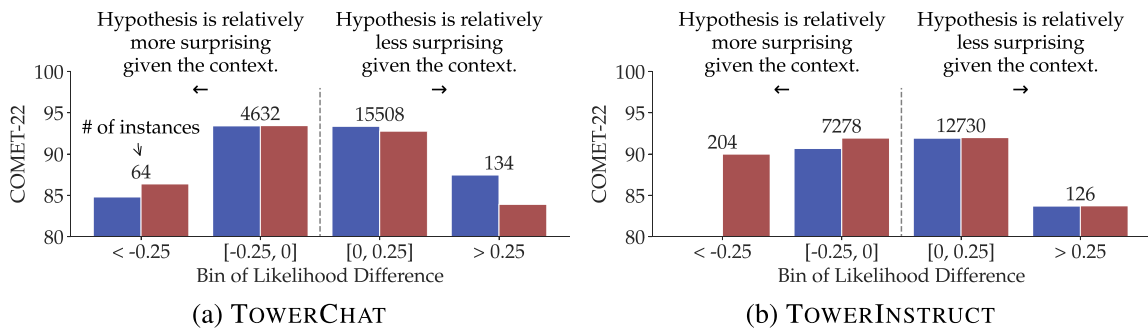 Hypothesis is relatively
more surprising
given the context.
←
Hypothesis is relatively
less surprising
given the context.
→
COMET-22
100
95
90
85
80
# of instances
64
4632
15508
134
< -0.25
[-0.25, 0]
[0, 0.25]
> 0.25
Bin of Likelihood Difference
(a) TOWERCHAT
Hypothesis is relatively
more surprising
given the context.
←
Hypothesis is relatively
less surprising
given the context.
→
COMET-22
100
95
90
85
80
204
7278
12730
126
< -0.25
[-0.25, 0]
[0, 0.25]
> 0.25
Bin of Likelihood Difference
(b) TOWERINSTRUCT